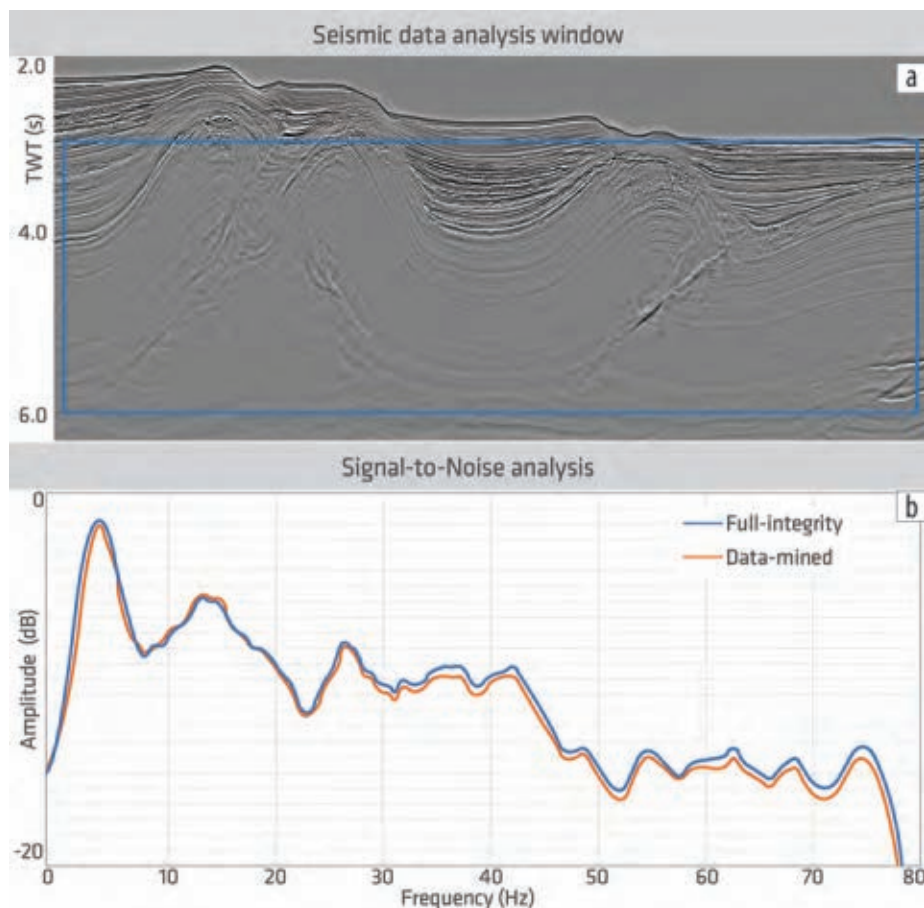 Seismic data analysis window
a
2.0
TWT (s)
4.0
6.0
Signal-to-Noise analysis
b
0
Full-integrity
Data-mined
Amplitude (dB)
-20
0 10 20 30 40 50 60 70 80
Frequency (Hz)